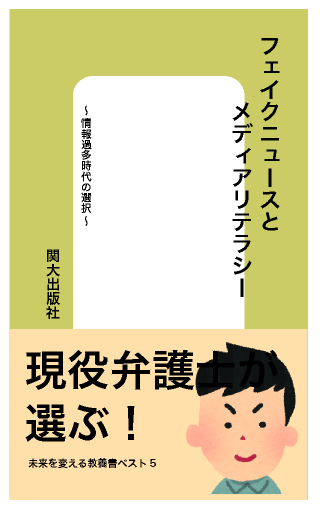 フェイクニュースと
メディアリテラシー
～情報過多時代の選択～
関大出版社
現役弁護士が
選ぶ！
未来を変える教養書ベスト５